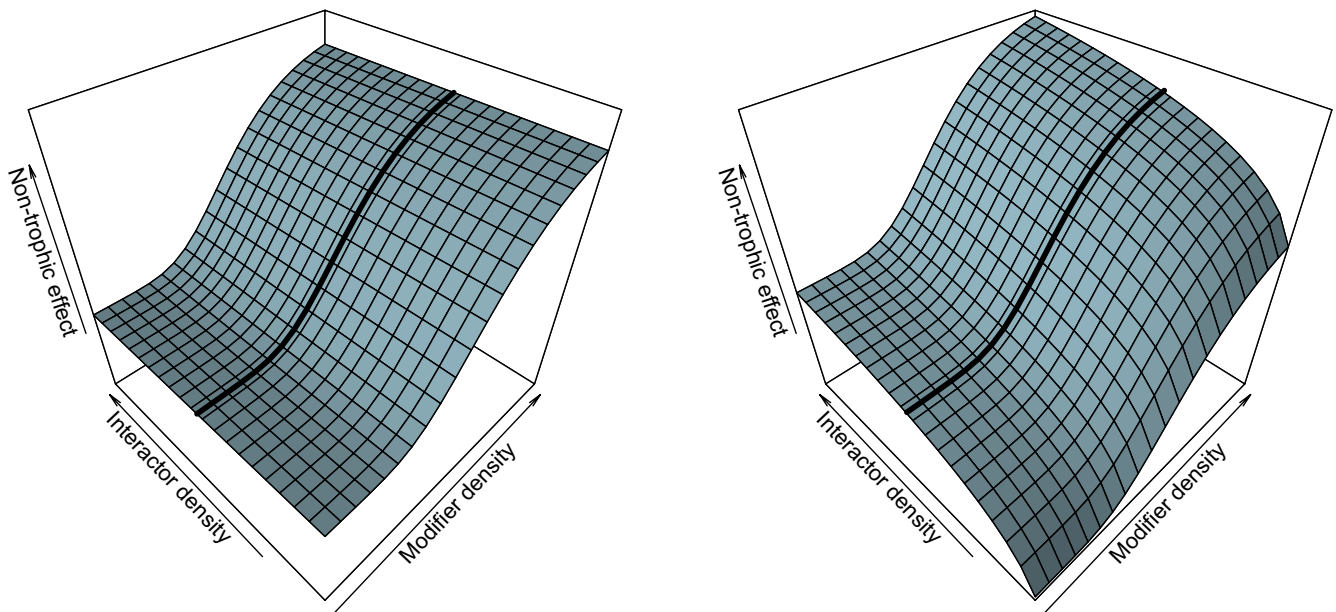 Non-trophic effect
Interactor density
Modifier density
Non-trophic effect
Interactor density
Modifier density